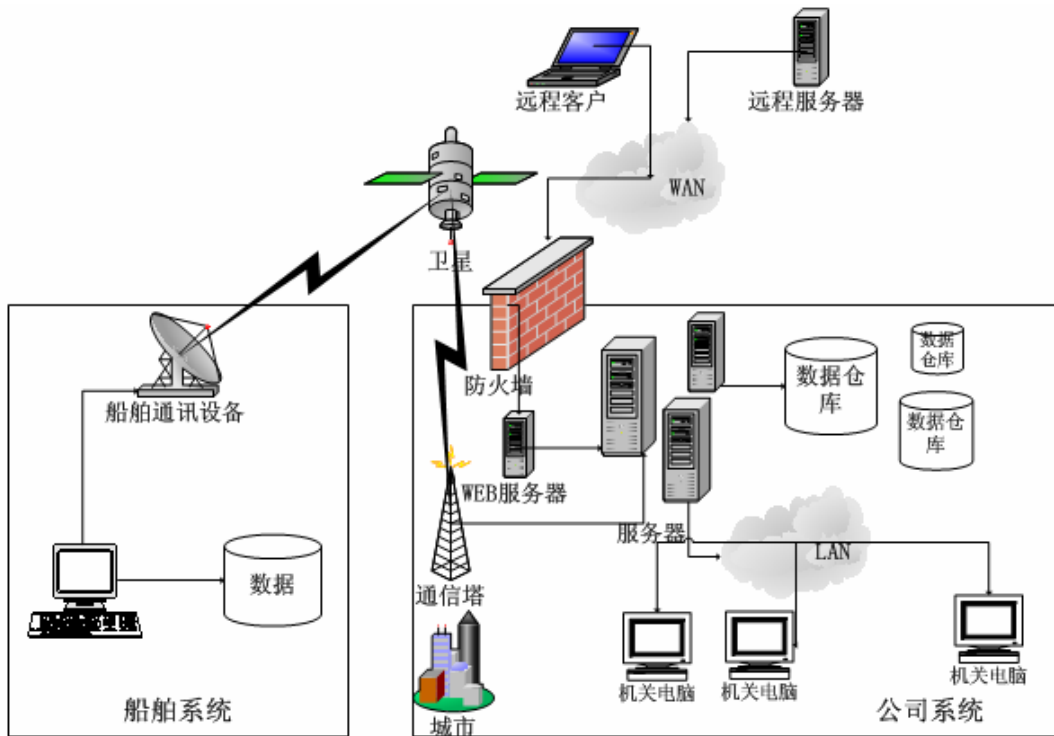 远程客户
远程服务器
WAN
卫星
船舶通讯设备
数据
船舶系统
防火墙
WEB服务器
服务器
数据仓
库
数据
仓库
数据仓
库
通信塔
LAN
机关电脑
机关电脑
机关电脑
城市
公司系统